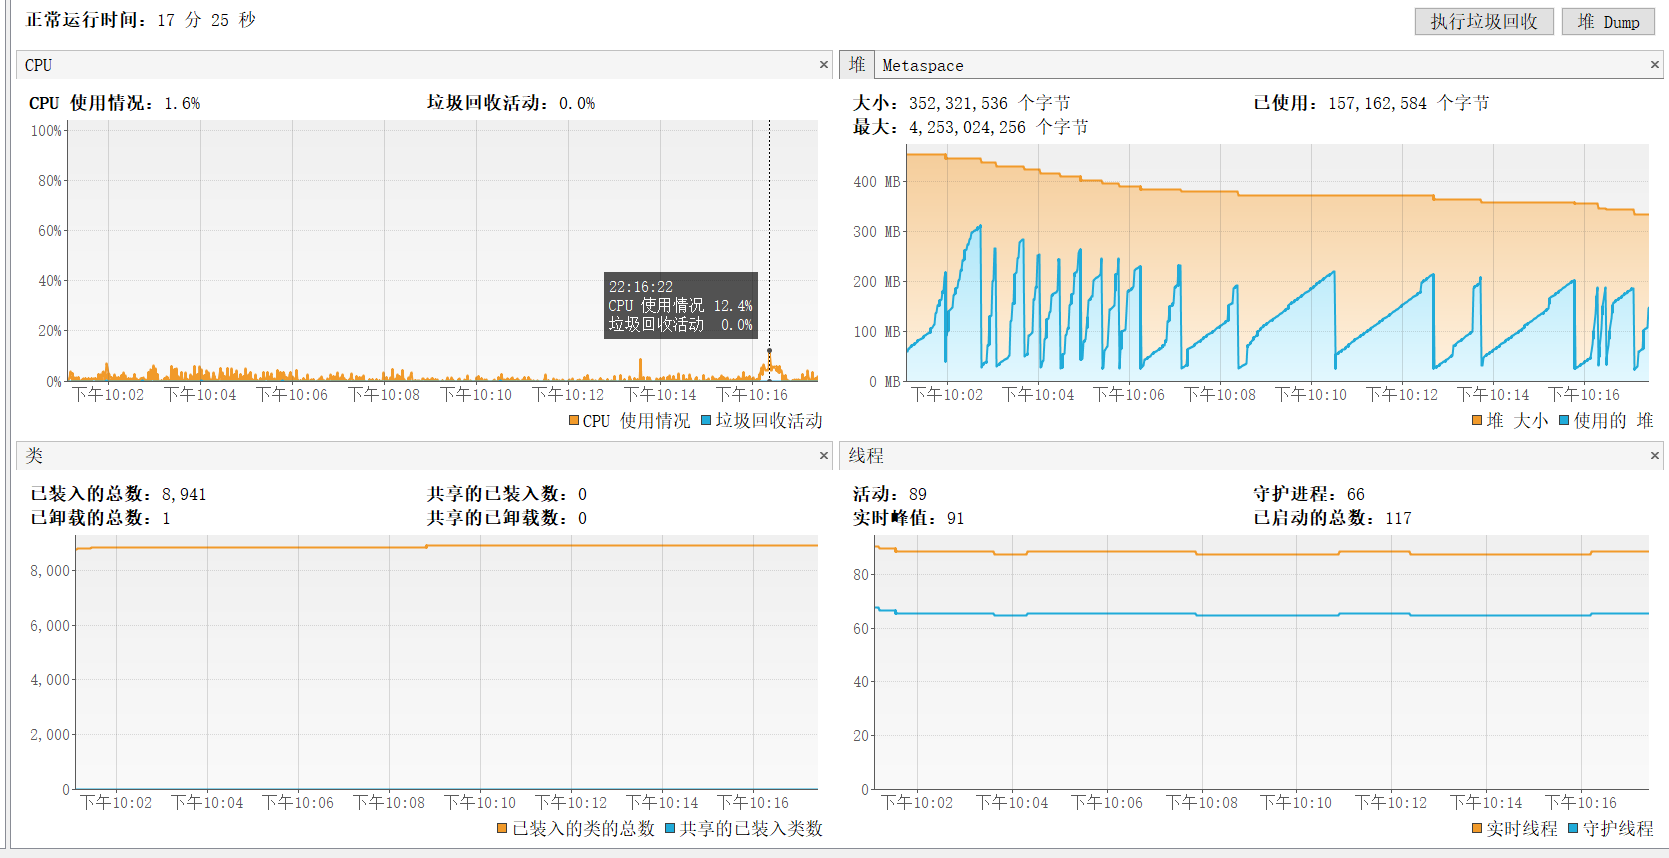 正常运行时间: 17 分 25 秒
执行垃圾回收 堆 Dump
CPU ×
CPU 使用情况: 1.6% 垃圾回收活动: 0.0%
100%
80%
60%
40%
20%
0%
22:16:22
CPU 使用情况 12.4%
垃圾回收活动 0.0%
下午10:02 下午10:04 下午10:06 下午10:08 下午10:10 下午10:12 下午10:14 下午10:16
CPU 使用情况 垃圾回收活动
堆 Metaspace ×
大小: 352,321,536 个字节 已使用: 157,162,584 个字节
最大: 4,253,024,256 个字节
400 MB
300 MB
200 MB
100 MB
0 MB
下午10:02 下午10:04 下午10:06 下午10:08 下午10:10 下午10:12 下午10:14 下午10:16
堆 大小 使用的 堆
类 ×
已装入的总数: 8,941 共享的已装入数: 0
已卸载的总数: 1 共享的已卸载数: 0
8,000
6,000
4,000
2,000
0
下午10:02 下午10:04 下午10:06 下午10:08 下午10:10 下午10:12 下午10:14 下午10:16
已装入的类的总数 共享的已装入类数
线程 ×
活动: 89 守护进程: 66
实时峰值: 91 已启动的总数: 117
80
60
40
20
0
下午10:02 下午10:04 下午10:06 下午10:08 下午10:10 下午10:12 下午10:14 下午10:16
实时线程 守护线程